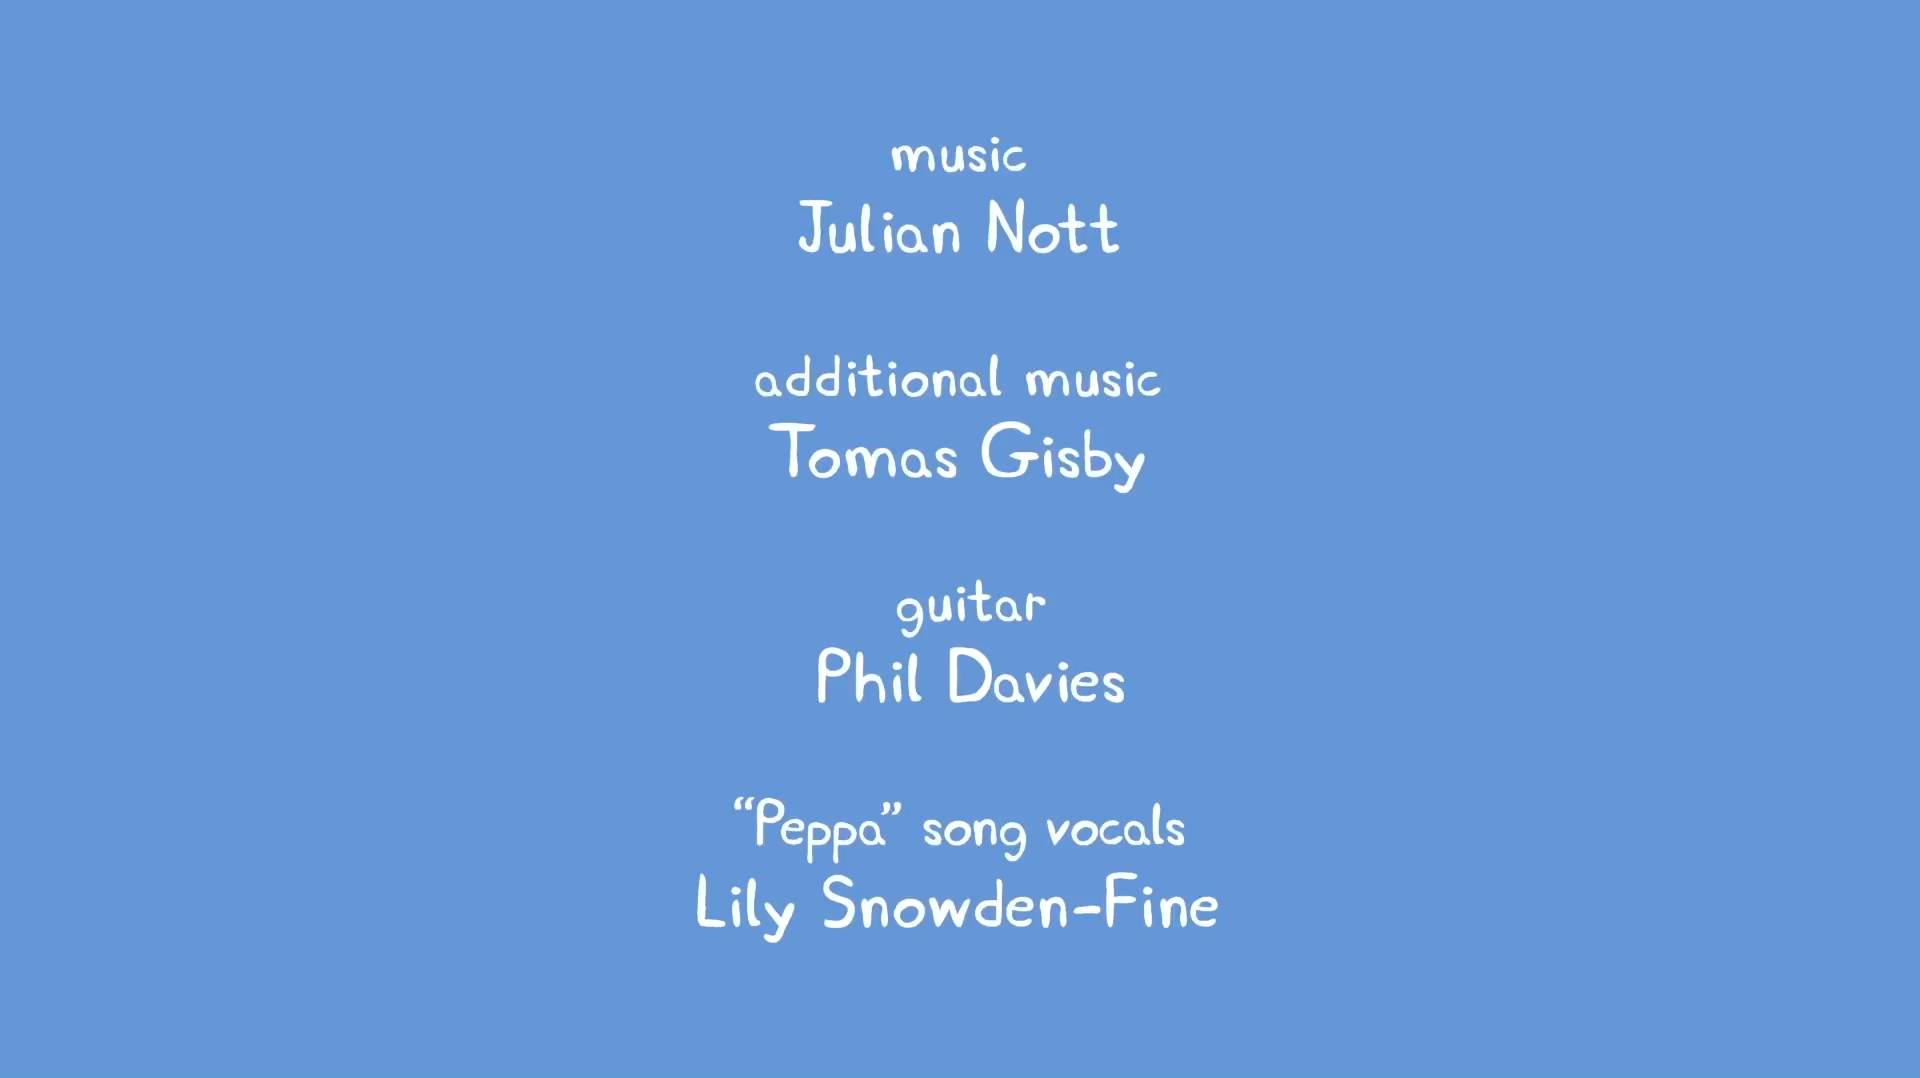 music
Julian Nott
additional music
Tomas Gisby
guitar
Phil Davies
“Peppa” song vocals
Lily Snowden-Fine